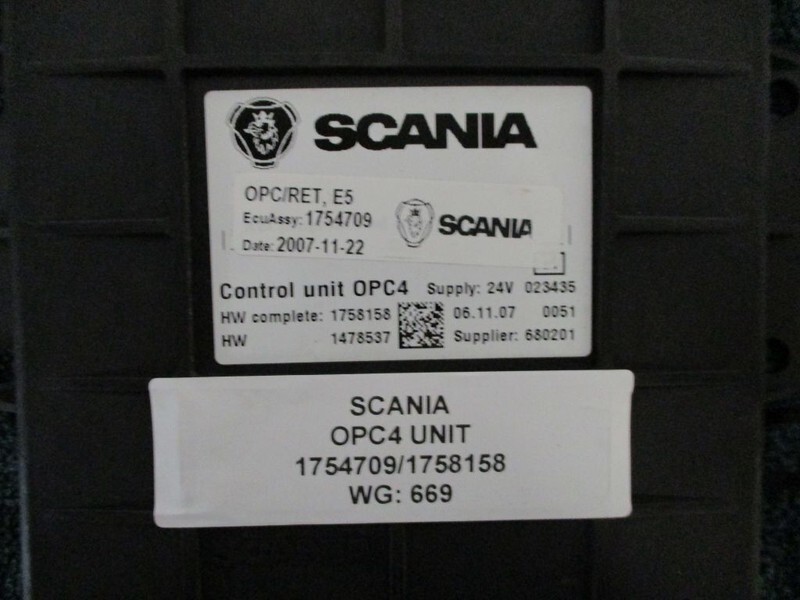 SCANIA
OPC/RET, E5
EcuAssy: 1754709
SCANIA
Date: 2007-11-22
Control unit OPC4 Supply: 24V 023435
HW complete: 1758158 06.11.07 0051
HW 1478537 Supplier: 680201
SCANIA
OPC4 UNIT
1754709/1758158
WG: 669